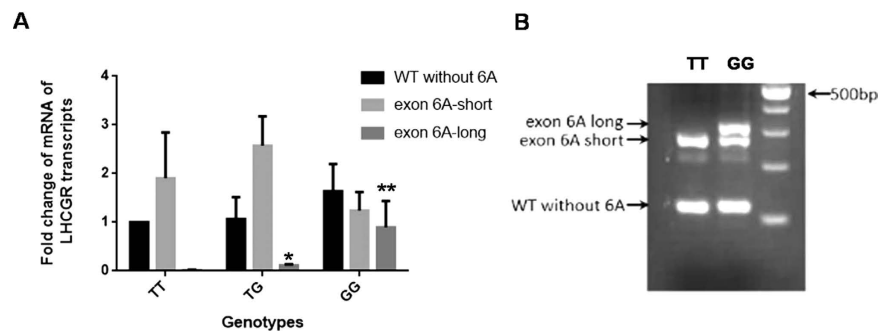 A
Fold change of mRNA of
LHCGR transcripts
5
4
3
2
1
0
**
*
WT without 6A
exon 6A-short
exon 6A-long
TT
TG
GG
Genotypes
B
TT GG
500bp
exon 6A long
exon 6A short
WT without 6A